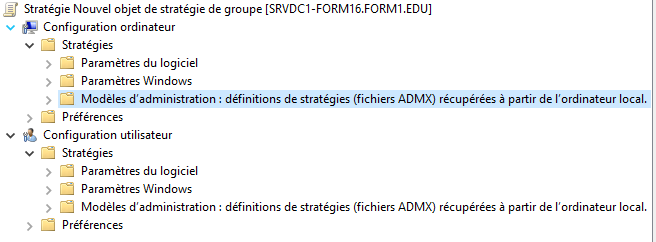 Stratégie Nouvel objet de stratégie de groupe [SRVDC1-FORM16.FORM1.EDU]
Configuration ordinateur
Stratégies
Paramètres du logiciel
Paramètres Windows
Modèles d'administration : définitions de stratégies (fichiers ADMX) récupérées à partir de l'ordinateur local.
Préférences
Configuration utilisateur
Stratégies
Paramètres du logiciel
Paramètres Windows
Modèles d'administration : définitions de stratégies (fichiers ADMX) récupérées à partir de l'ordinateur local.
Préférences